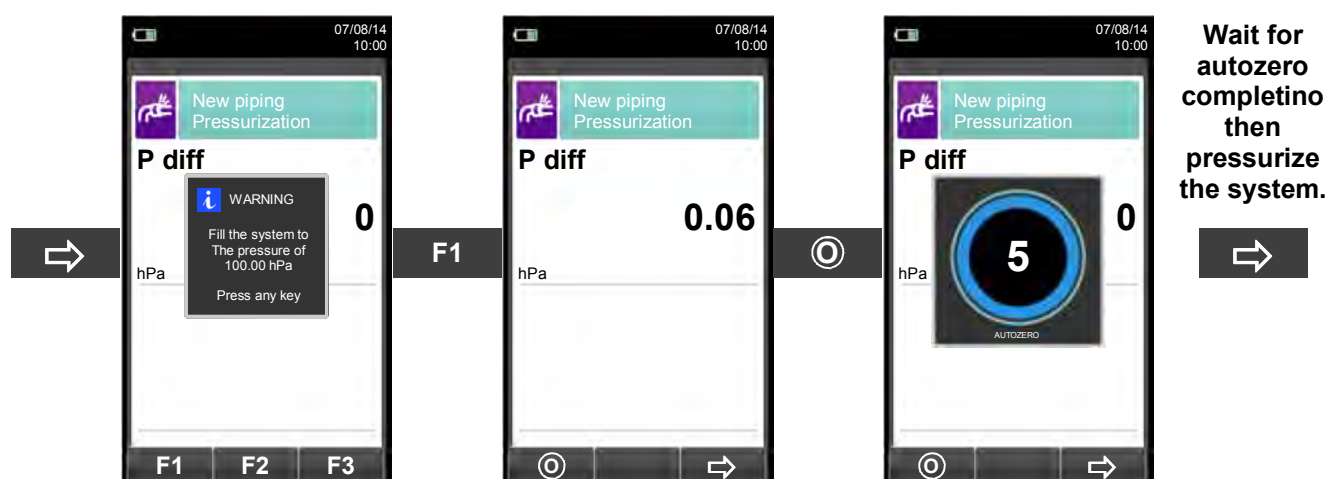 07/08/14
10:00
New piping
Pressurization
P diff
WARNING
Fill the system to
The pressure of
100.00 hPa
Press any key
0
hPa
F1 F2 F3
F1
07/08/14
10:00
New piping
Pressurization
P diff
0.06
hPa
07/08/14
10:00
New piping
Pressurization
P diff
0
5
hPa
AUTOZERO
Wait for
autozero
completino
then
pressurize
the system.